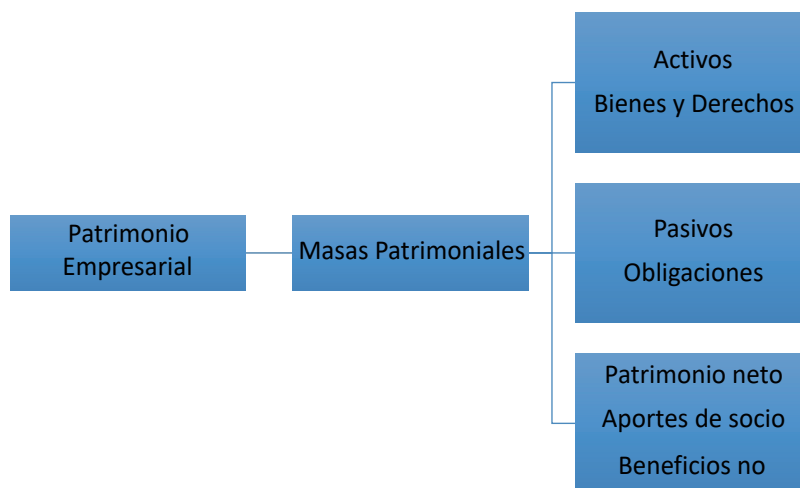 Patrimonio
Empresarial
Masas Patrimoniales
Activos
Bienes y Derechos
Pasivos
Obligaciones
Patrimonio neto
Aportes de socio
Beneficios no